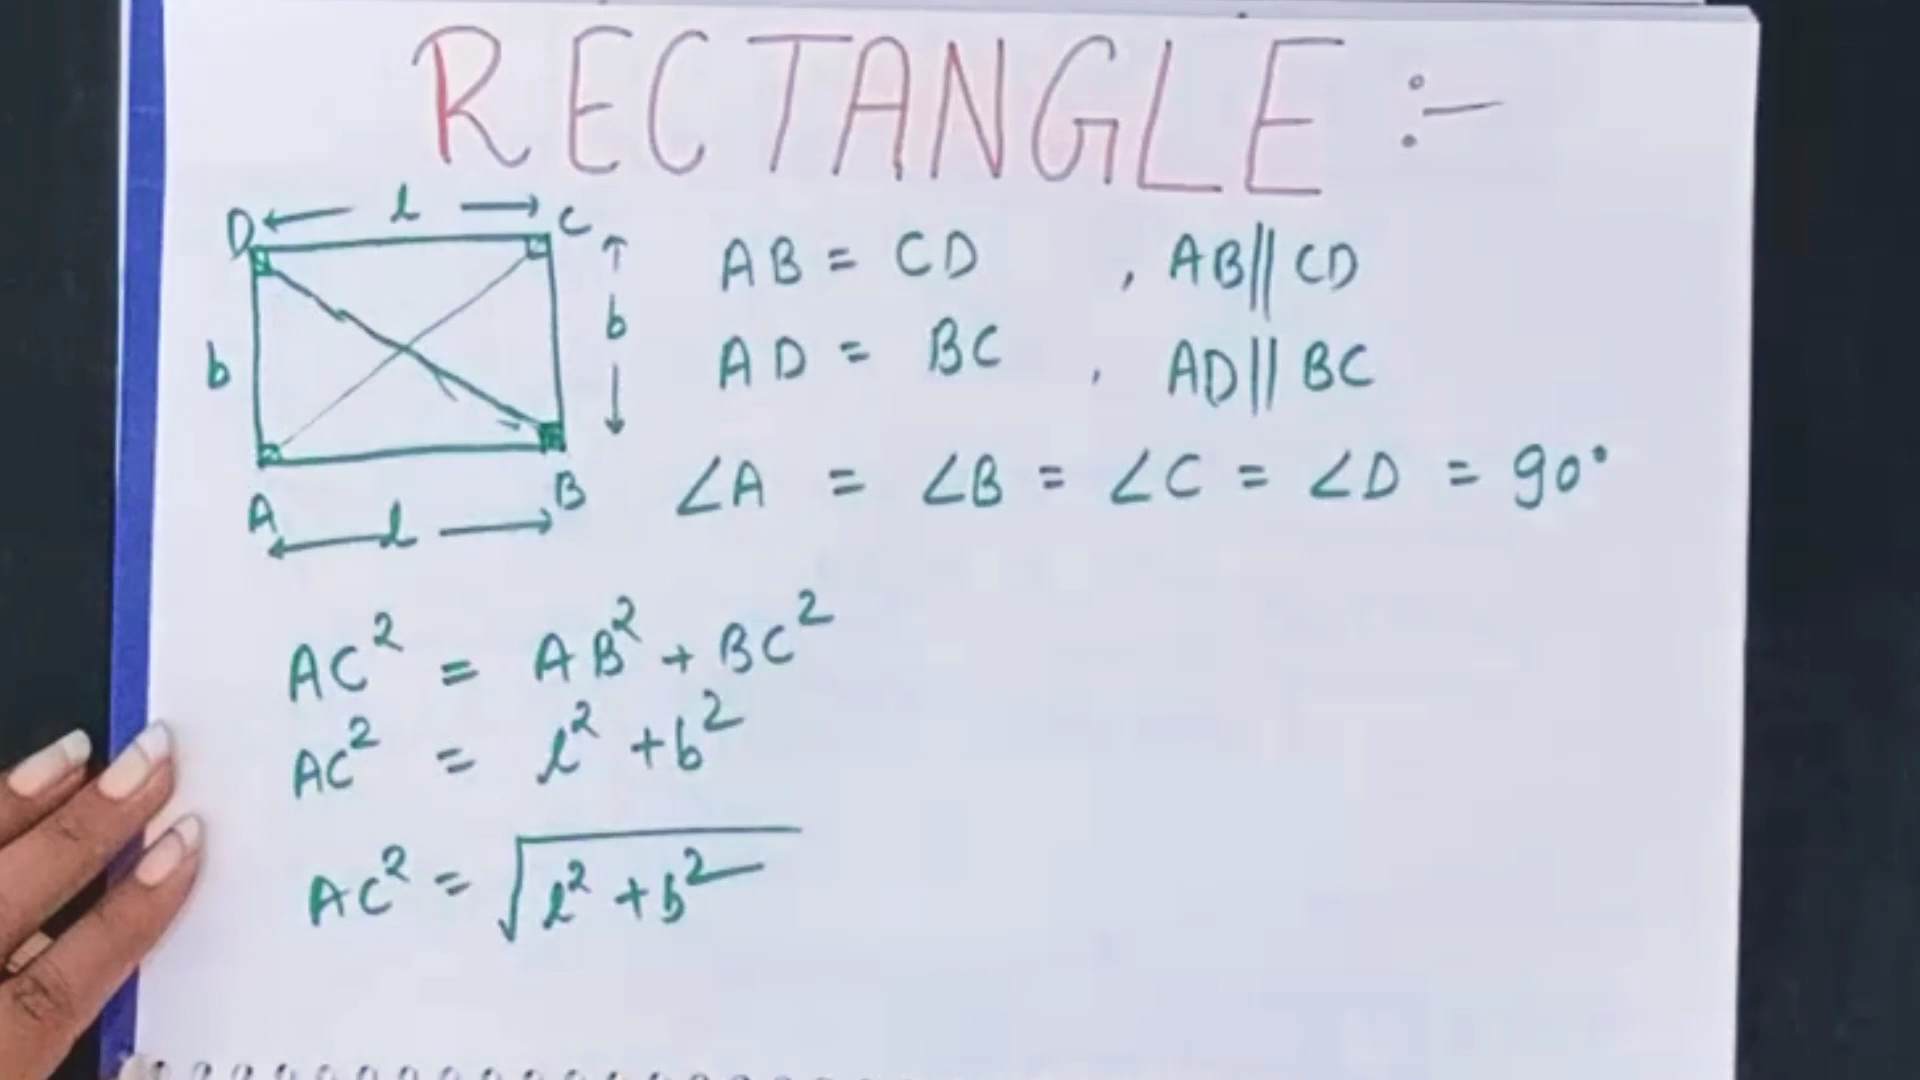 RECTANGLE :-
D ← l → C
↑ b ↓
b
A ← l → B
AB = CD , AB || CD
AD = BC , AD || BC
∠A = ∠B = ∠C = ∠D = 90°
AC² = AB² + BC²
AC² = l² + b²
AC² = √(l² + b²)